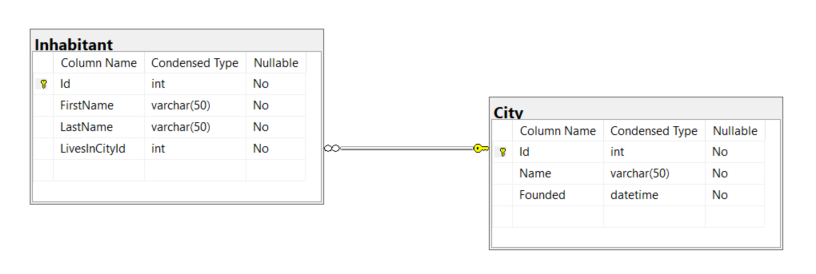 Inhabitant
Column Name Condensed Type Nullable
Id int No
FirstName varchar(50) No
LastName varchar(50) No
LivesInCityId int No
City
Column Name Condensed Type Nullable
Id int No
Name varchar(50) No
Founded datetime No